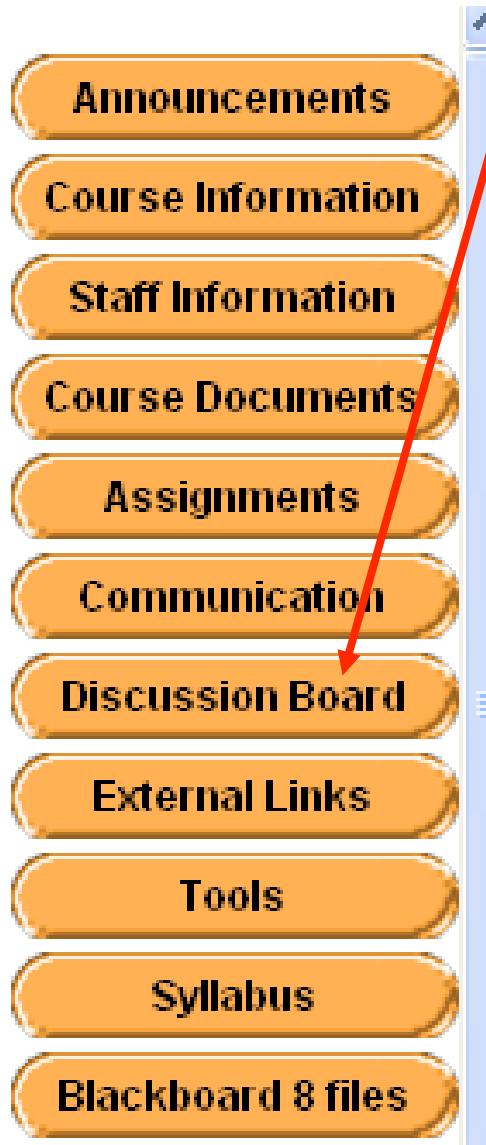 Announcements
Course Information
Staff Information
Course Documents
Assignments
Communication
Discussion Board
External Links
Tools
Syllabus
Blackboard 8 files